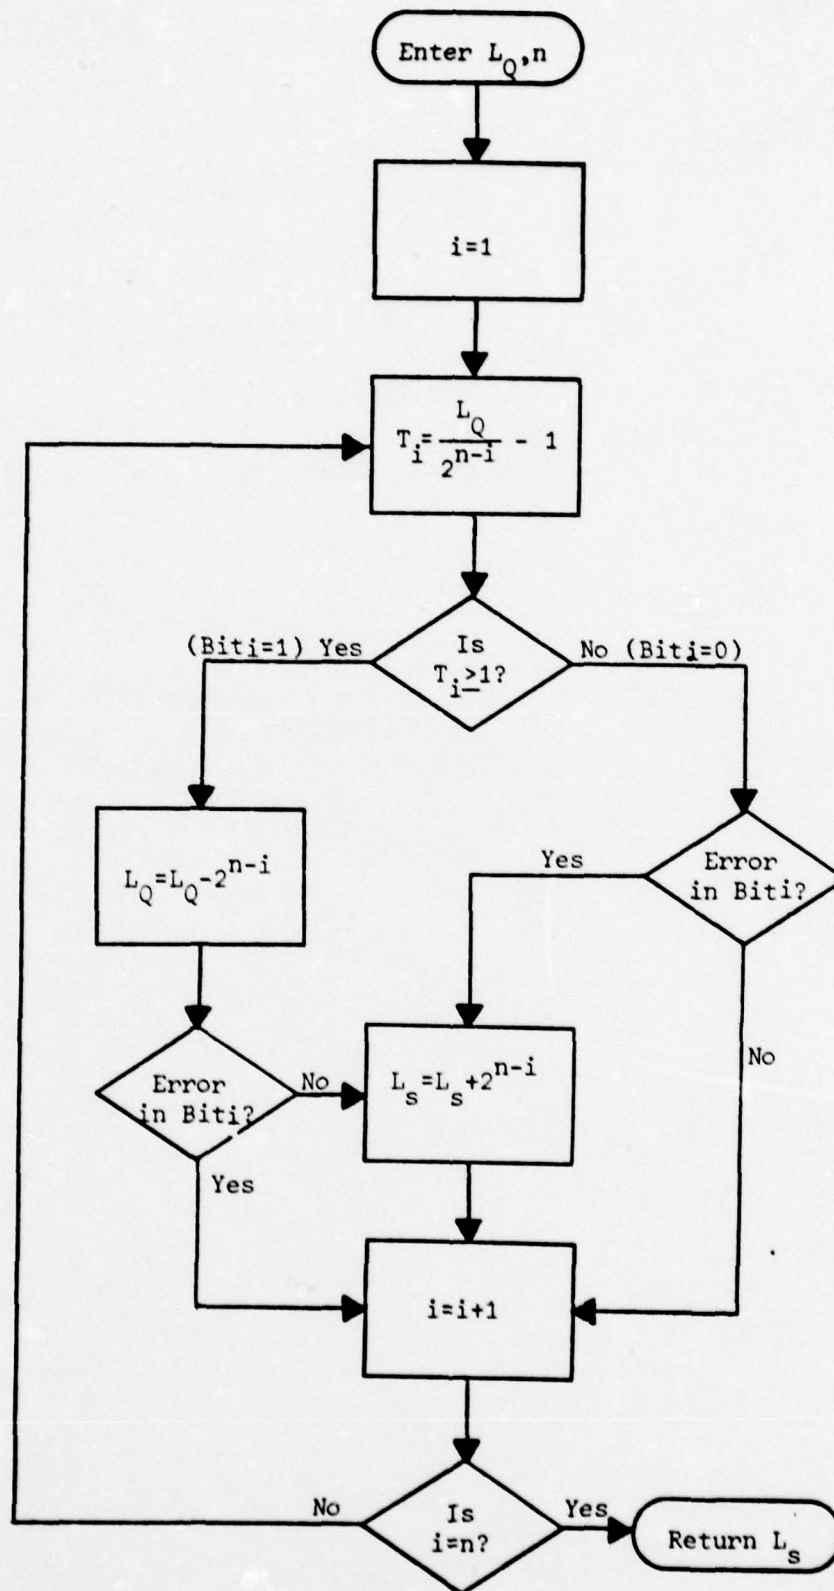 Enter L_Q,n
i=1
T_i = L_Q / 2^{n-i} - 1
(Biti=1) Yes
Is
T_i ≥ 1?
No (Biti=0)
L_Q=L_Q-2^{n-i}
Yes
Error
in Biti?
Error
in Biti?
No
L_s=L_s+2^{n-i}
No
Yes
i=i+1
No
Is
i=n?
Yes
Return L_s